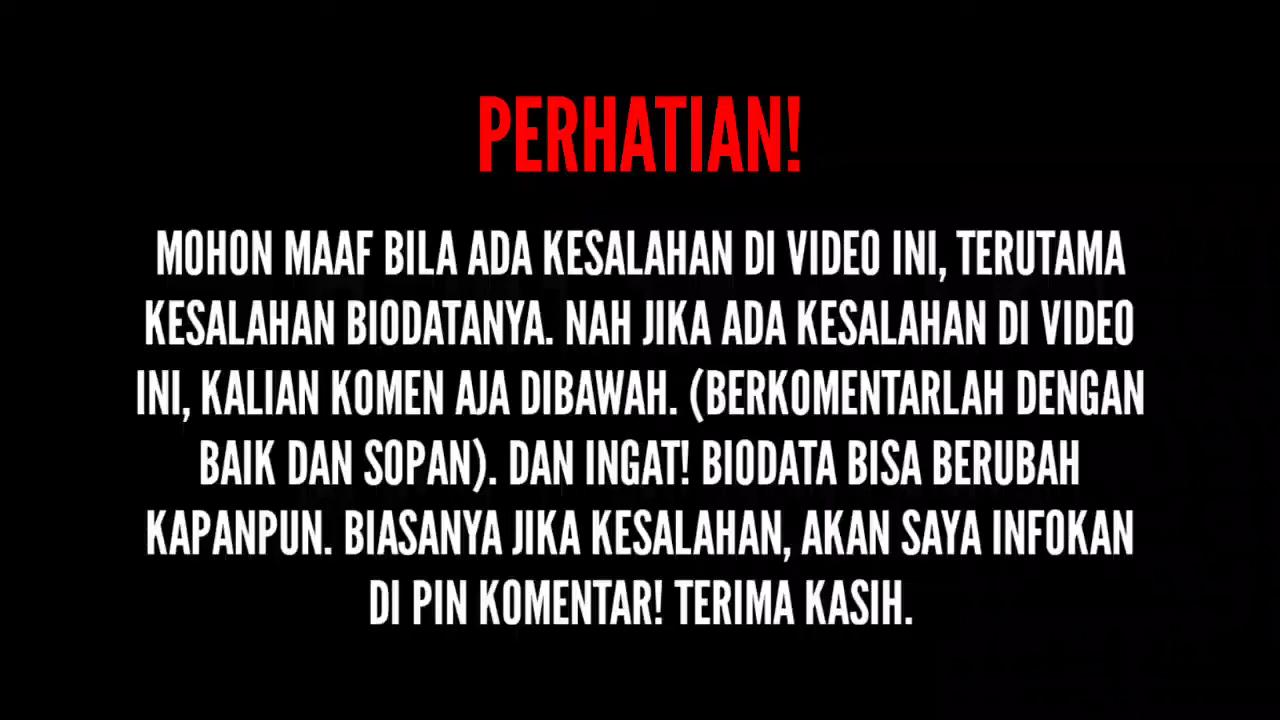 PERHATIAN!
MOHON MAAF BILA ADA KESALAHAN DI VIDEO INI, TERUTAMA
KESALAHAN BIODATANYA. NAH JIKA ADA KESALAHAN DI VIDEO
INI, KALIAN KOMEN AJA DIBAWAH. (BERKOMENTARLAH DENGAN
BAIK DAN SOPAN). DAN INGAT! BIODATA BISA BERUBAH
KAPANPUN. BIASANYA JIKA KESALAHAN, AKAN SAYA INFOKAN
DI PIN KOMENTAR! TERIMA KASIH.